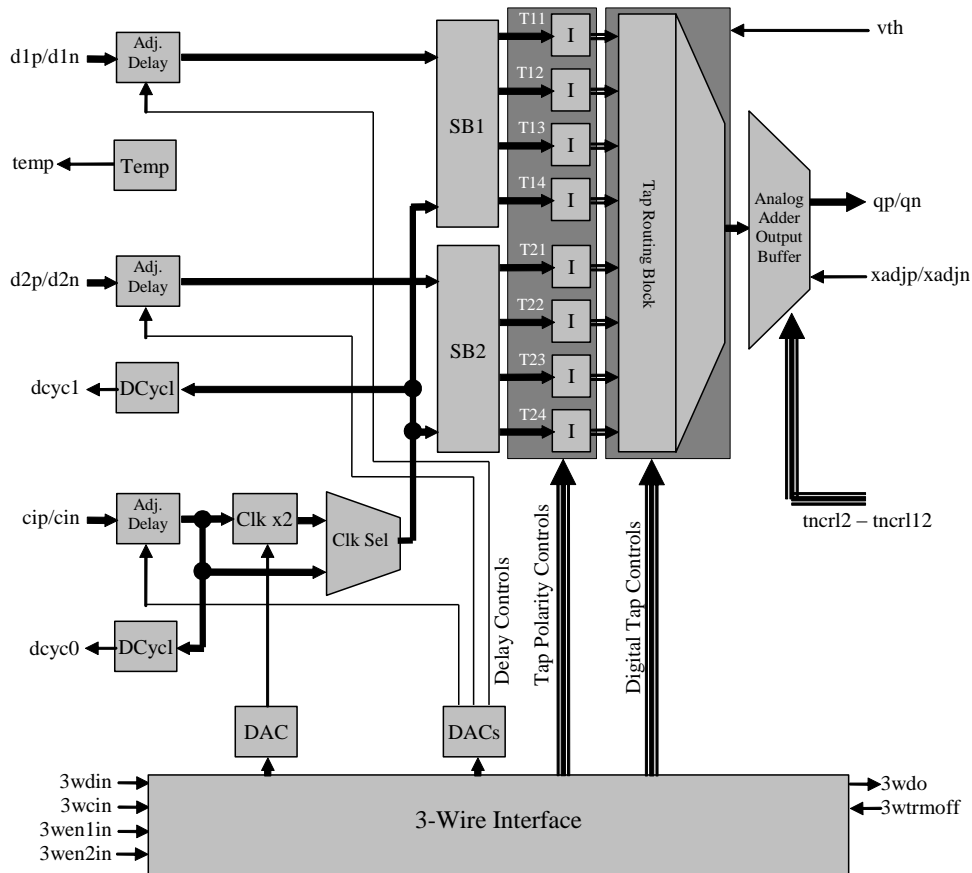 T11
vth
Adj.
Delay
d1p/d1n
I
T12
I
SB1
T13
I
temp
Temp
T14
I
Tap Routing Block
Analog
Adder
Output
Buffer
qp/qn
T21
I
Adj.
Delay
d2p/d2n
xadjp/xadjn
T22
I
SB2
T23
I
dcyc1
DCycl
T24
I
cip/cin
Adj.
Delay
Clk x2
Clk Sel
tncrl2 – tncrl12
Delay Controls
Tap Polarity Controls
Digital Tap Controls
dcyc0
DCycl
DAC
DACs
3wdin
3wcin
3wen1in
3wen2in
3-Wire Interface
3wdo
3wtrmoff